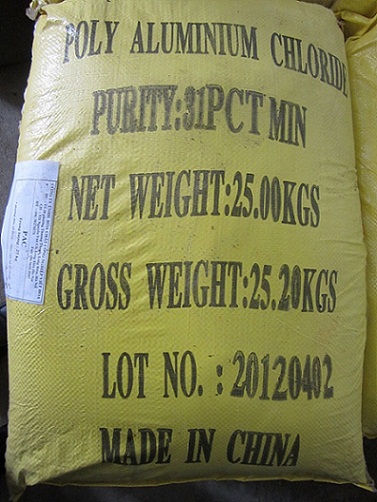 POLY ALUMINIUM CHLORIDE
PURITY:31PCT MIN
NET WEIGHT:25.00KGS
GROSS WEIGHT:25.20KGS
LOT NO. : 20120402
MADE IN CHINA
PAC